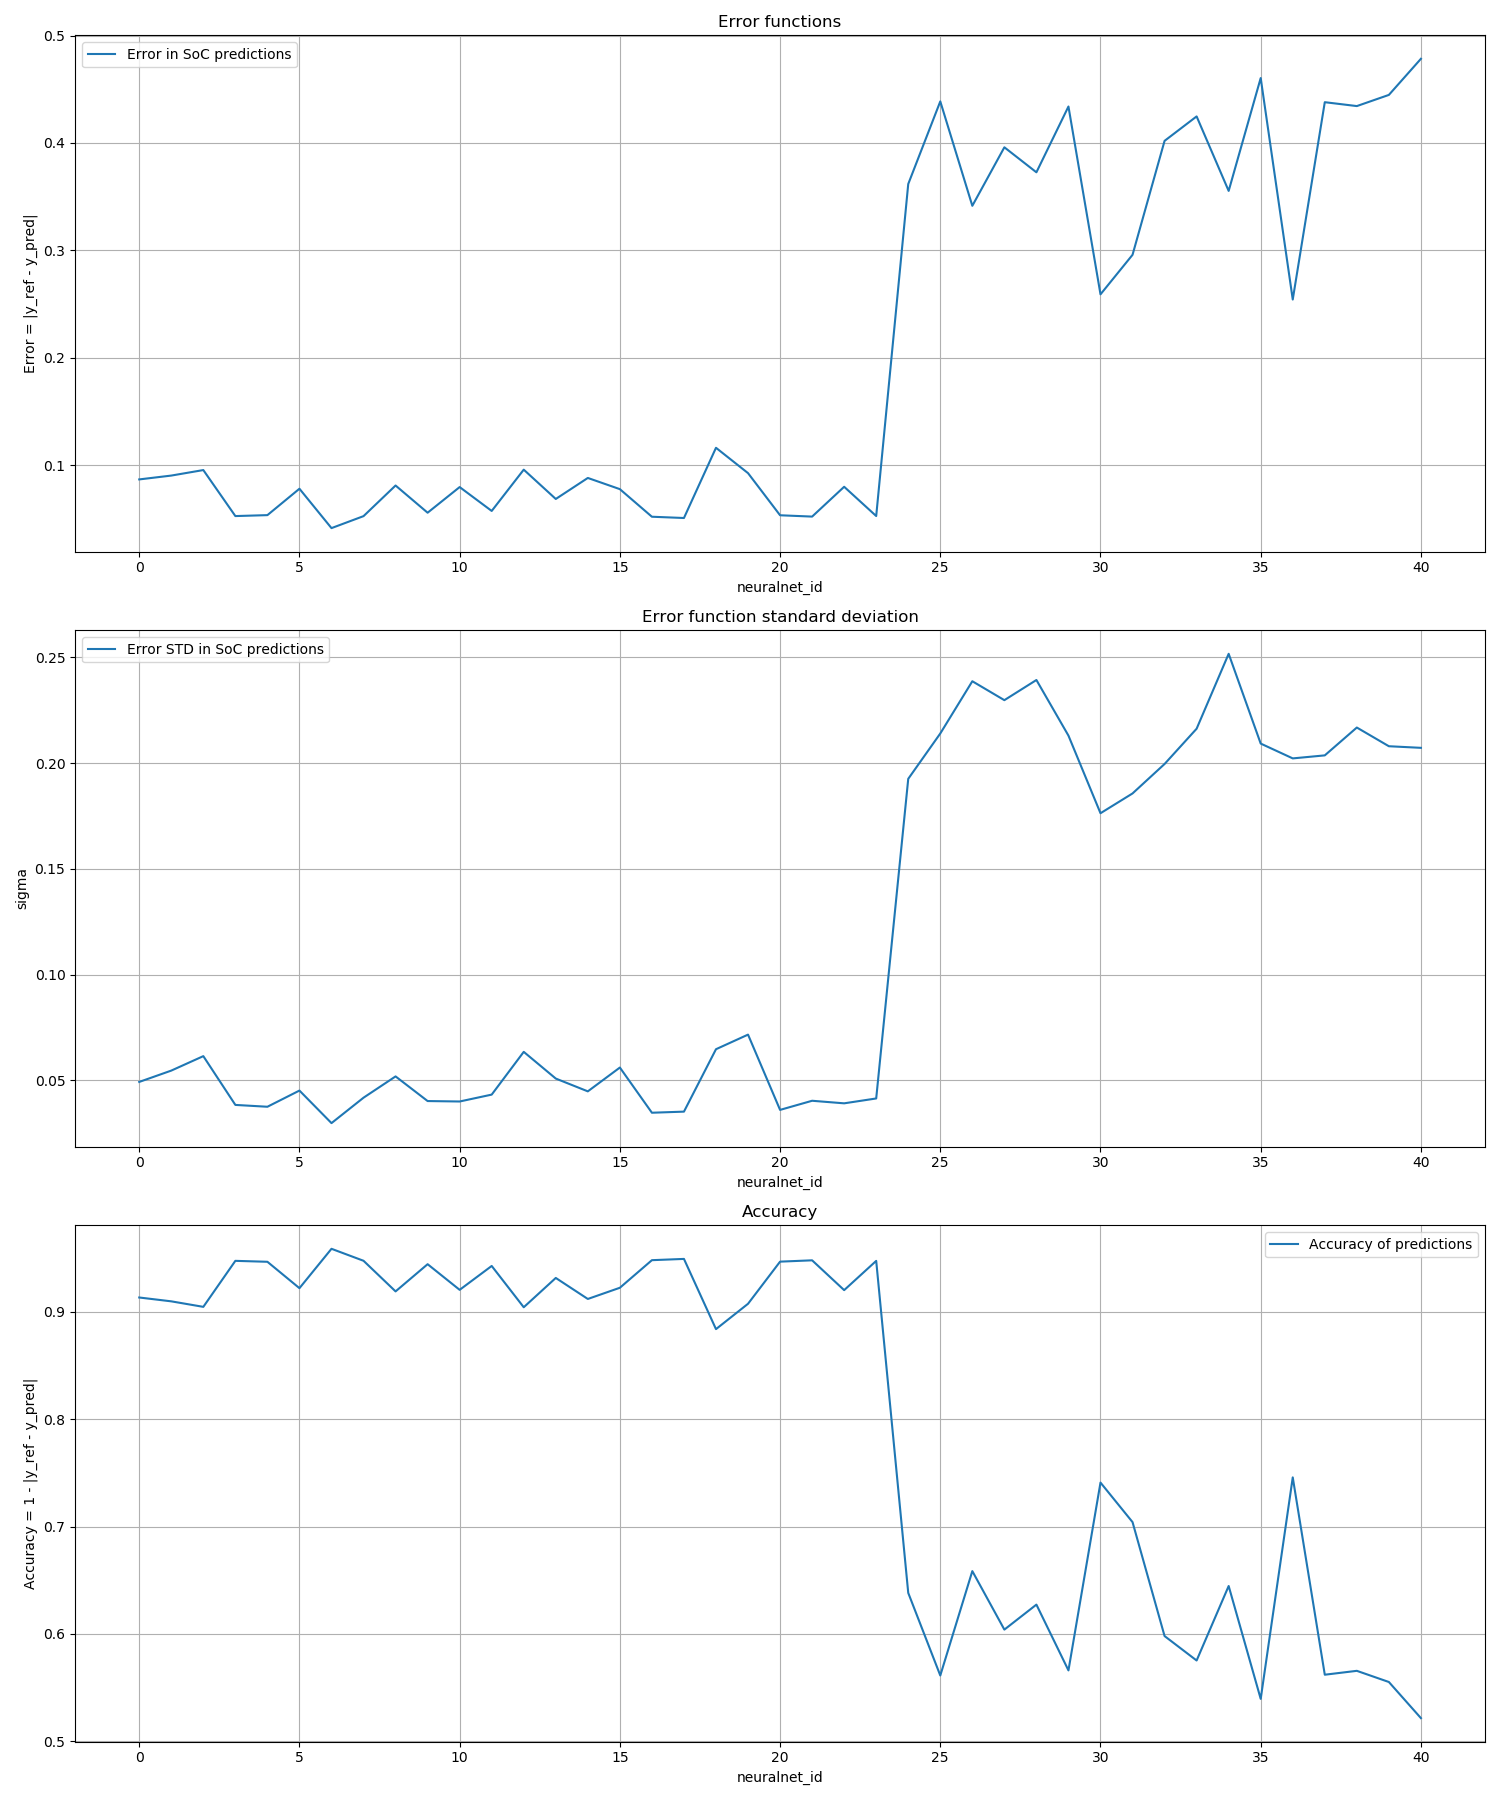 Error functions
Error in SoC predictions
Error = |y_ref - y_pred|
0.5
0.4
0.3
0.2
0.1
0 5 10 15 20 25 30 35 40
neuralnet_id
Error function standard deviation
Error STD in SoC predictions
sigma
0.25
0.20
0.15
0.10
0.05
0 5 10 15 20 25 30 35 40
neuralnet_id
Accuracy
Accuracy of predictions
Accuracy = 1 - |y_ref - y_pred|
0.9
0.8
0.7
0.6
0.5
0 5 10 15 20 25 30 35 40
neuralnet_id